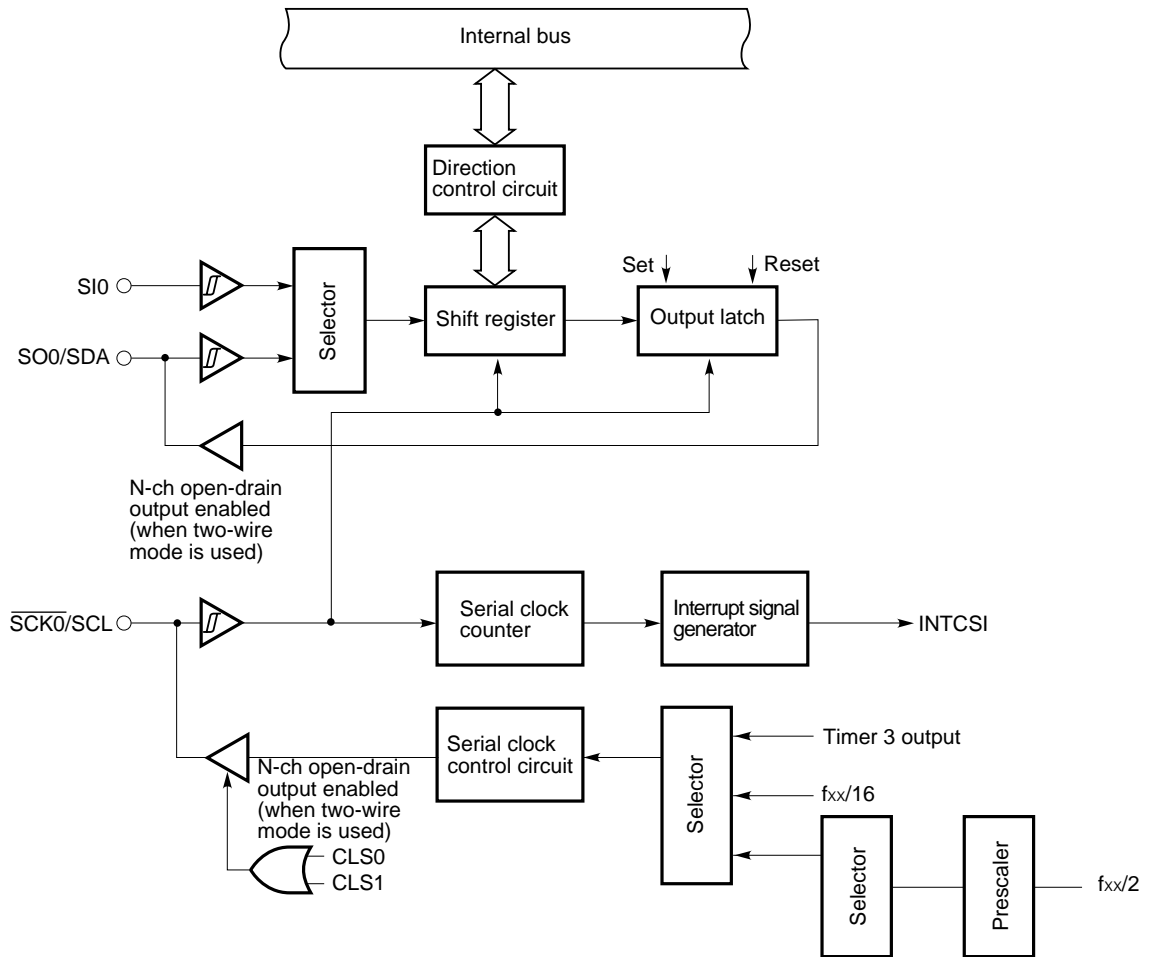 Internal bus
Direction
control circuit
Set
Reset
SI0
Selector
Shift register
Output latch
SO0/SDA
N-ch open-drain
output enabled
(when two-wire
mode is used)
SCK0/SCL
Serial clock
counter
Interrupt signal
generator
INTCSI
Serial clock
control circuit
Selector
Timer 3 output
fxx/16
N-ch open-drain
output enabled
(when two-wire
mode is used)
CLS0
CLS1
Selector
Prescaler
fxx/2